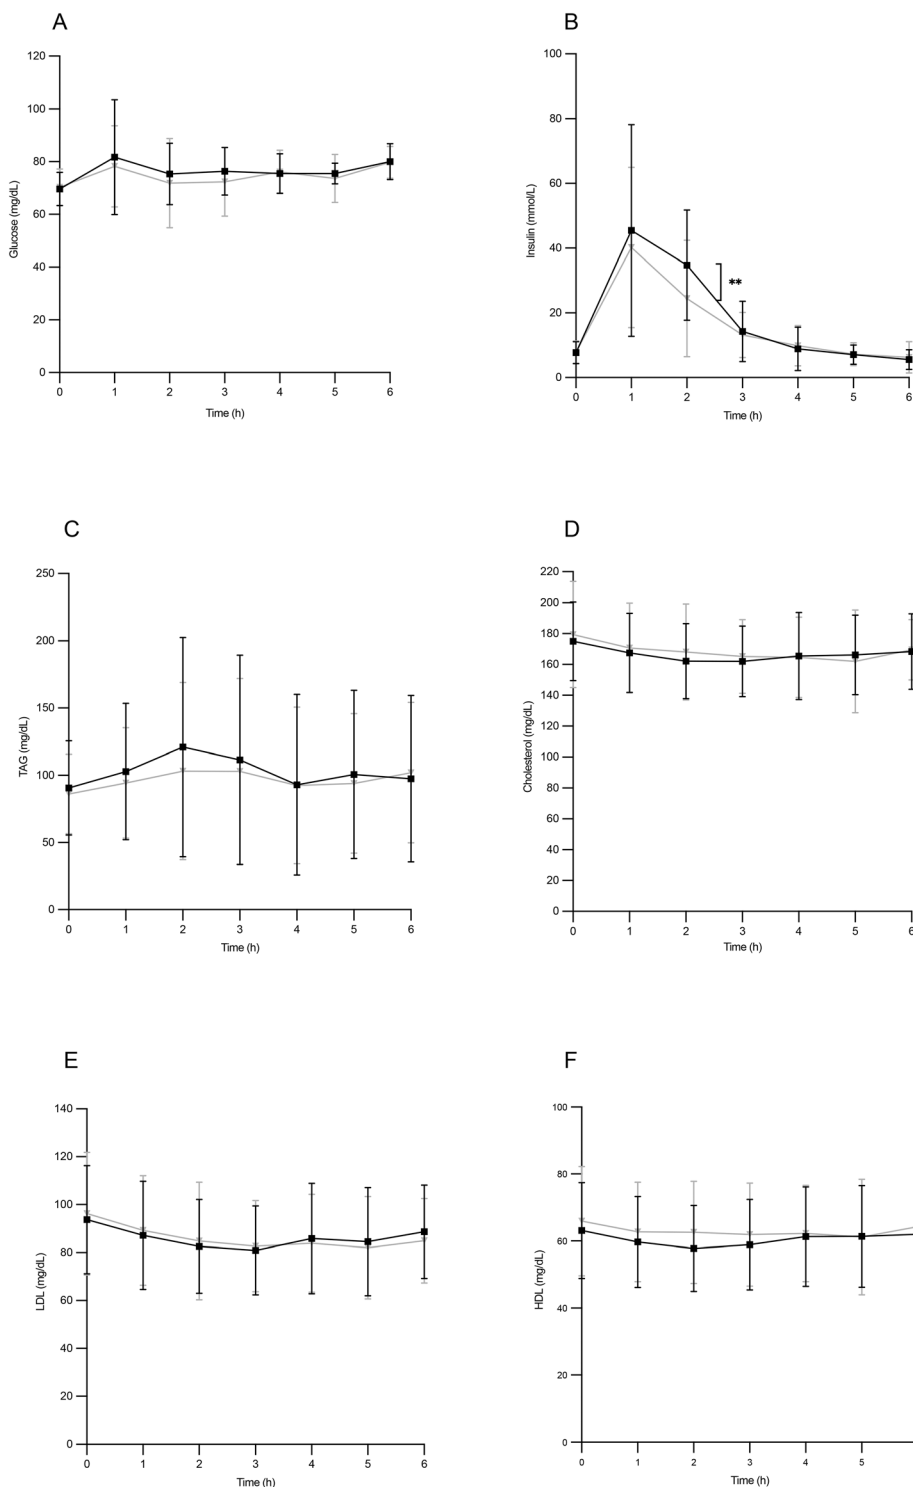 A
120
100
80
60
40
20
0
Glucose (mg/dL)
0 1 2 3 4 5 6
Time (h)
B
100
80
60
40
20
0
Insulin (mmol/L)
**
0 1 2 3 4 5 6
Time (h)
C
250
200
150
100
50
0
TAG (mg/dL)
0 1 2 3 4 5 6
Time (h)
D
220
200
180
160
140
120
100
80
60
40
20
0
Cholesterol (mg/dL)
0 1 2 3 4 5 6
Time (h)
E
140
120
100
80
60
40
20
0
LDL (mg/dL)
0 1 2 3 4 5 6
Time (h)
F
100
80
60
40
20
0
HDL (mg/dL)
0 1 2 3 4 5
Time (h)